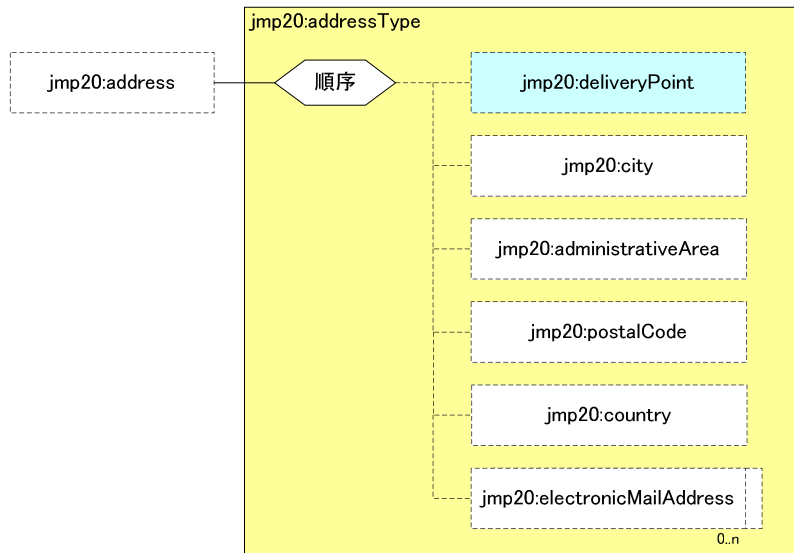 jmp20:addressType
jmp20:address
順序
jmp20:deliveryPoint
jmp20:city
jmp20:administrativeArea
jmp20:postalCode
jmp20:country
jmp20:electronicMailAddress
0..n